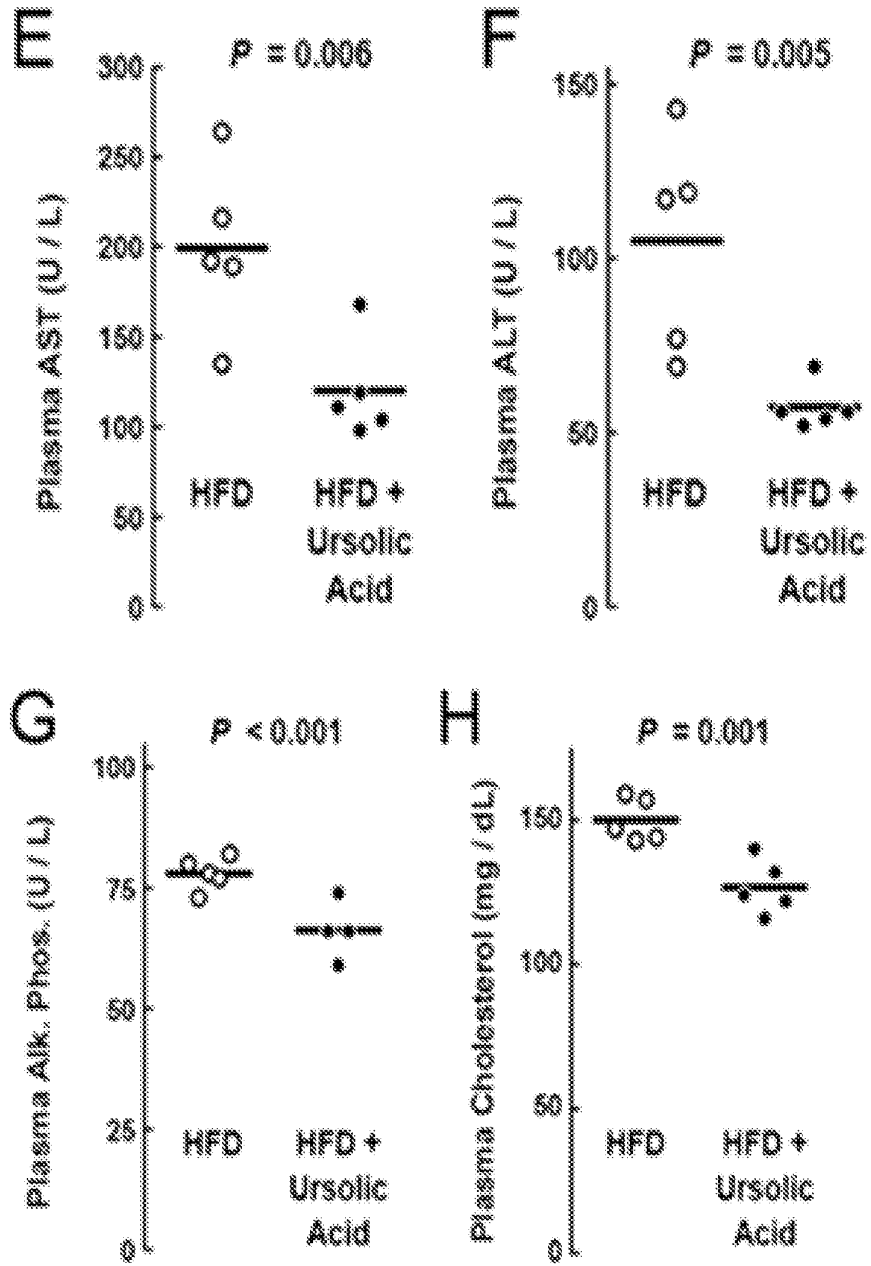 E
P = 0.006
Plasma AST (U / L)
300
250
200
150
100
50
0
HFD
HFD +
Ursolic
Acid
F
P = 0.005
Plasma ALT (U / L)
150
100
50
0
HFD
HFD +
Ursolic
Acid
G
P < 0.001
Plasma Alk. Phos. (U / L)
100
75
50
25
0
HFD
HFD +
Ursolic
Acid
H
P = 0.001
Plasma Cholesterol (mg / dL)
150
100
50
0
HFD
HFD +
Ursolic
Acid